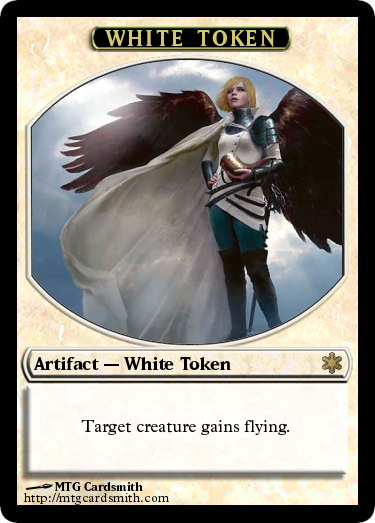 WHITE TOKEN
Artifact — White Token
Target creature gains flying.
MTG Cardsmith
http://mtgcardsmith.com